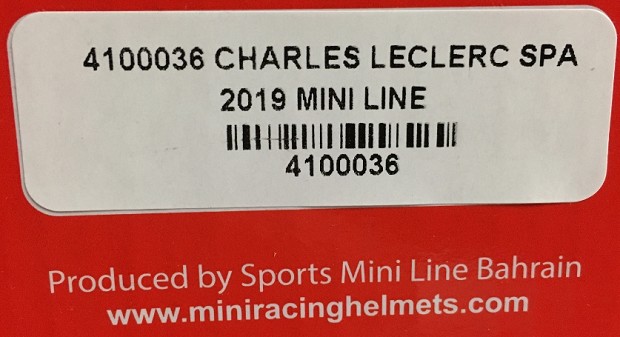 4100036 CHARLES LECLERC SPA
2019 MINI LINE
4100036
Produced by Sports Mini Line Bahrain
www.miniracinghelmets.com